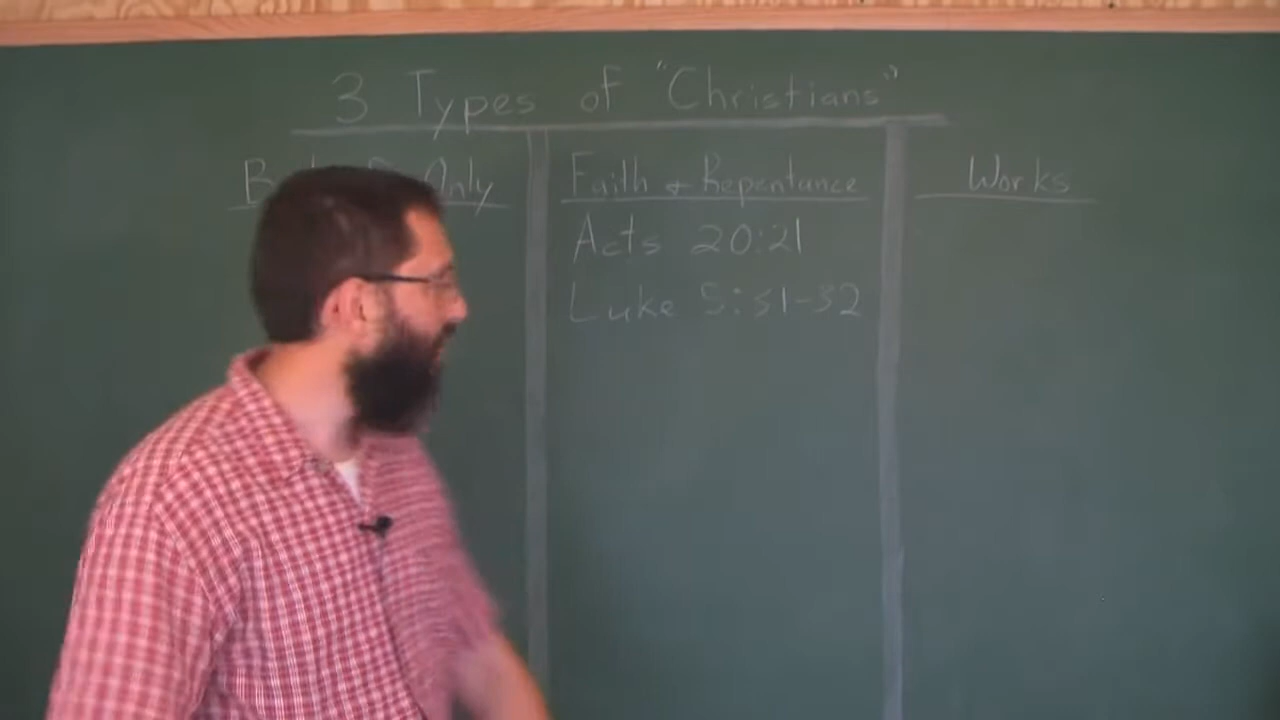 3 Types of "Christians"
Only
Faith & Repentance
Acts 20:21
Luke 5:31-32
Works